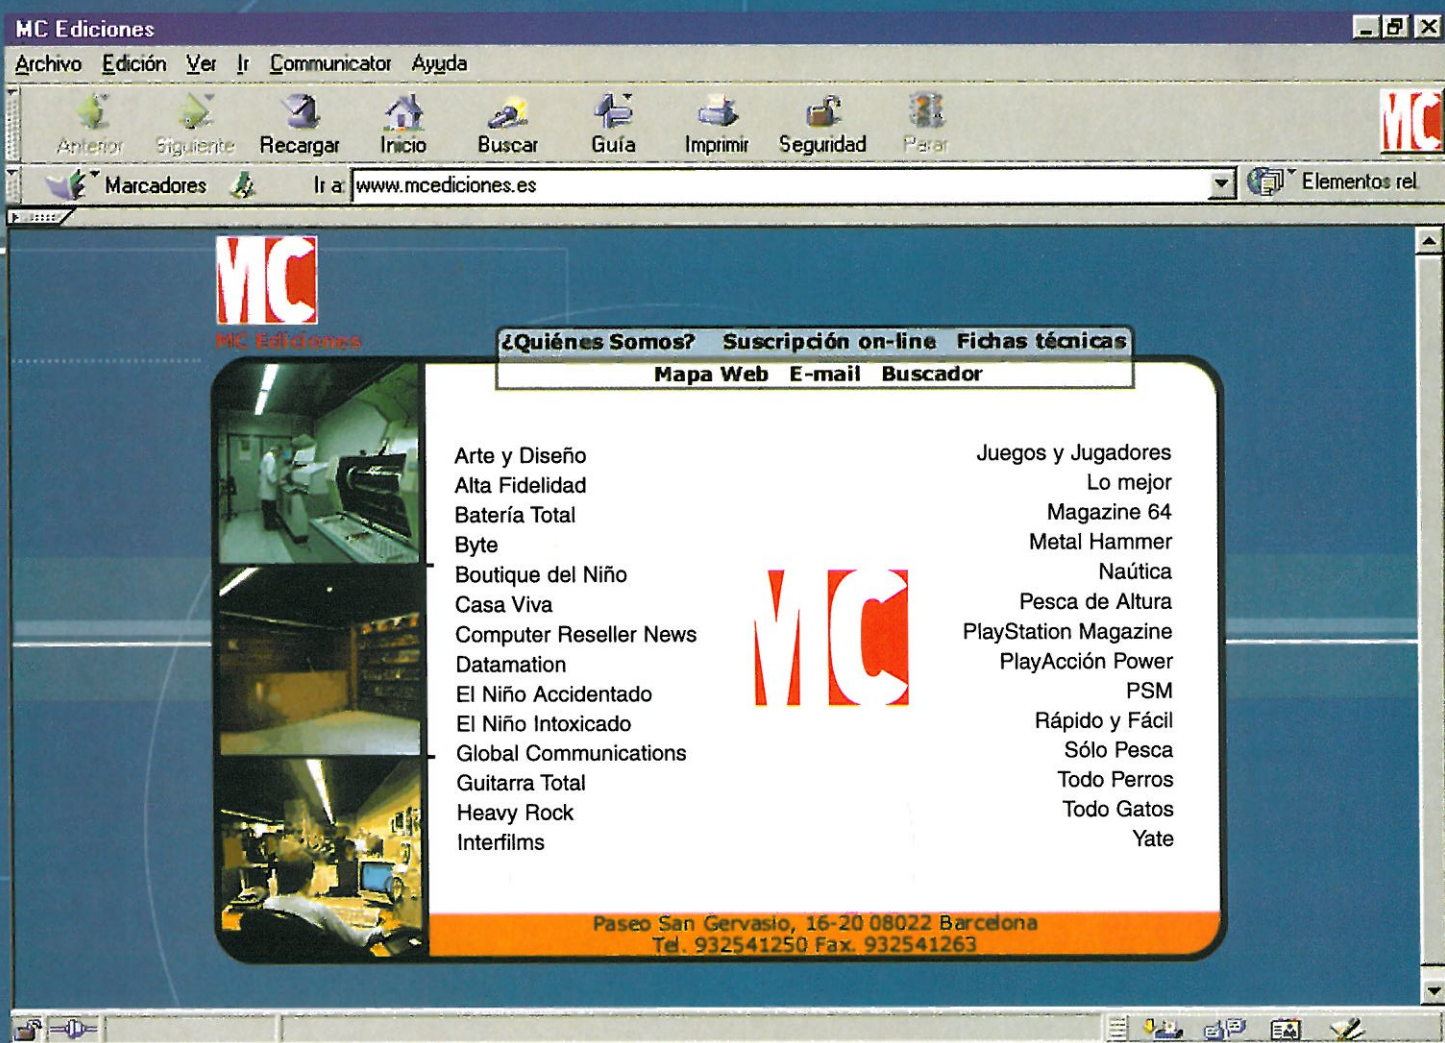 MC Ediciones
Archivo Edición Ver Ir Communicator Ayuda
Anterior Siguiente Recargar Inicio Buscar Guía Imprimir Seguridad Parar
MC
Marcadores Ir a: www.mcediciones.es Elementos rel.
MC
MC Ediciones
¿Quiénes Somos? Suscripción on-line Fichas técnicas
Mapa Web E-mail Buscador
Arte y Diseño
Alta Fidelidad
Batería Total
Byte
Boutique del Niño
Casa Viva
Computer Reseller News
Datamation
El Niño Accidentado
El Niño Intoxicado
Global Communications
Guitarra Total
Heavy Rock
Interfilms
MC
Juegos y Jugadores
Lo mejor
Magazine 64
Metal Hammer
Naútica
Pesca de Altura
PlayStation Magazine
PlayAcción Power
PSM
Rápido y Fácil
Sólo Pesca
Todo Perros
Todo Gatos
Yate
Paseo San Gervasio, 16-20 08022 Barcelona
Tel. 932541250 Fax. 932541263